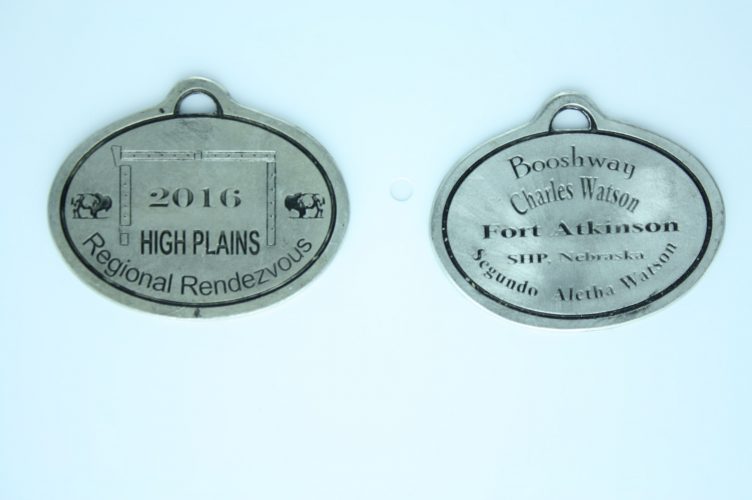 2016
HIGH PLAINS
Regional Rendezvous
Booshway
Charles Watson
Fort Atkinson
SHP, Nebraska
Segundo Aletha Watson